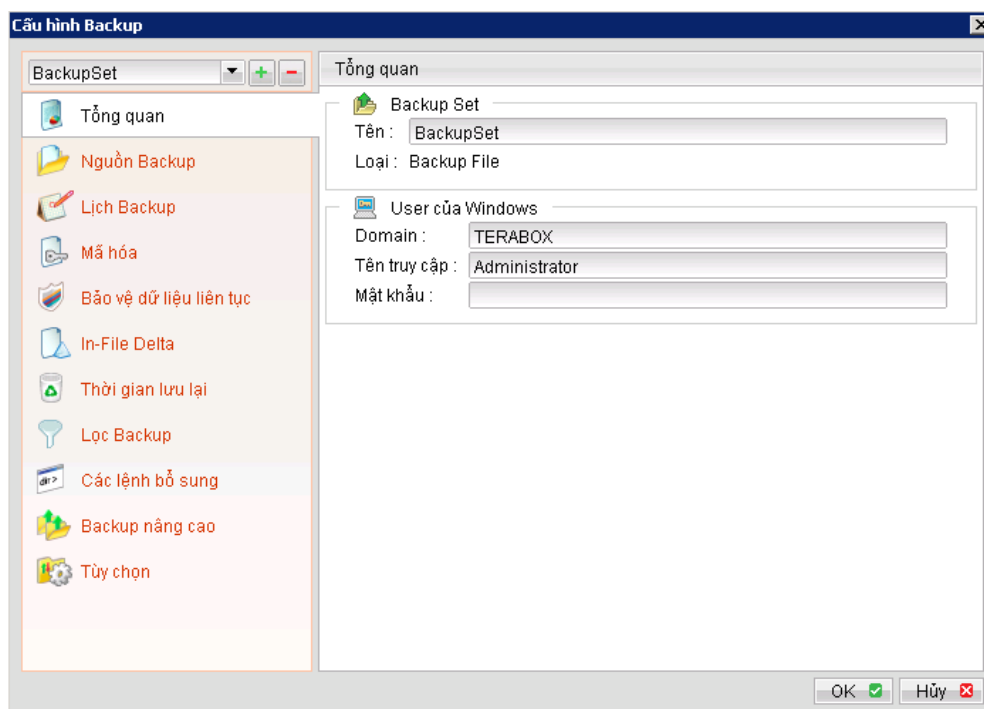 Cấu hình Backup
BackupSet
Tổng quan
Nguồn Backup
Lịch Backup
Mã hóa
Bảo vệ dữ liệu liên tục
In-File Delta
Thời gian lưu lại
Lọc Backup
dir>
Các lệnh bổ sung
Backup nâng cao
Tùy chọn
Tổng quan
Backup Set
Tên : BackupSet
Loại : Backup File
User của Windows
Domain : TERABOX
Tên truy cập : Administrator
Mật khẩu :
OK
Hủy